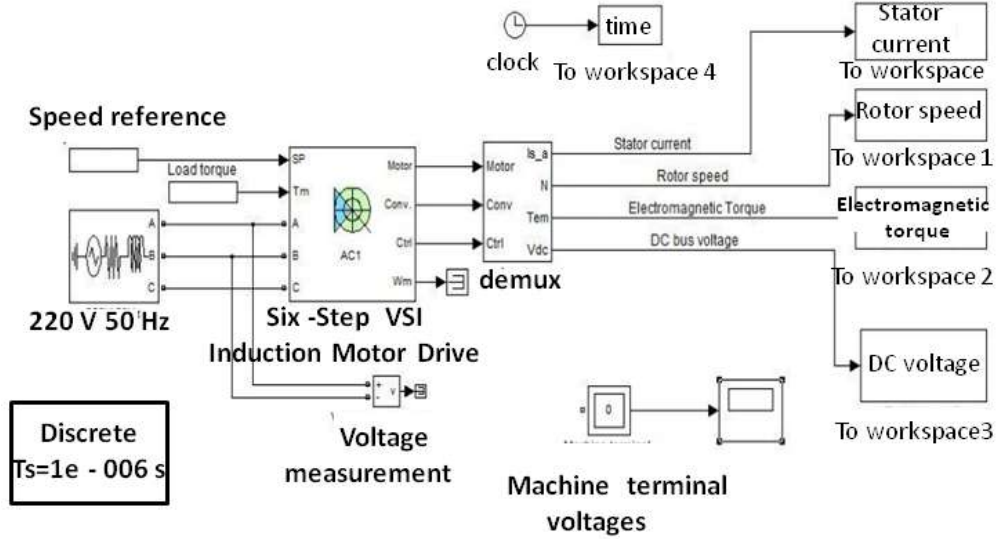 Stator
current
time
clock
To workspace 4
To workspace
Speed reference
Rotor speed
To workspace 1
Load torque
SP
Tm
A
B
C
A
B
C
AC1
Motor
Conv.
Ctrl
Wm
Motor
Conv
Ctrl
Is_a
N
Tem
Vdc
Stator current
Rotor speed
Electromagnetic Torque
DC bus voltage
Electromagnetic
torque
To workspace 2
demux
220 V 50 Hz
Six -Step VSI
Induction Motor Drive
DC voltage
To workspace3
+
-
v
0
Voltage
measurement
Discrete
Ts=1e - 006 s
Machine terminal
voltages